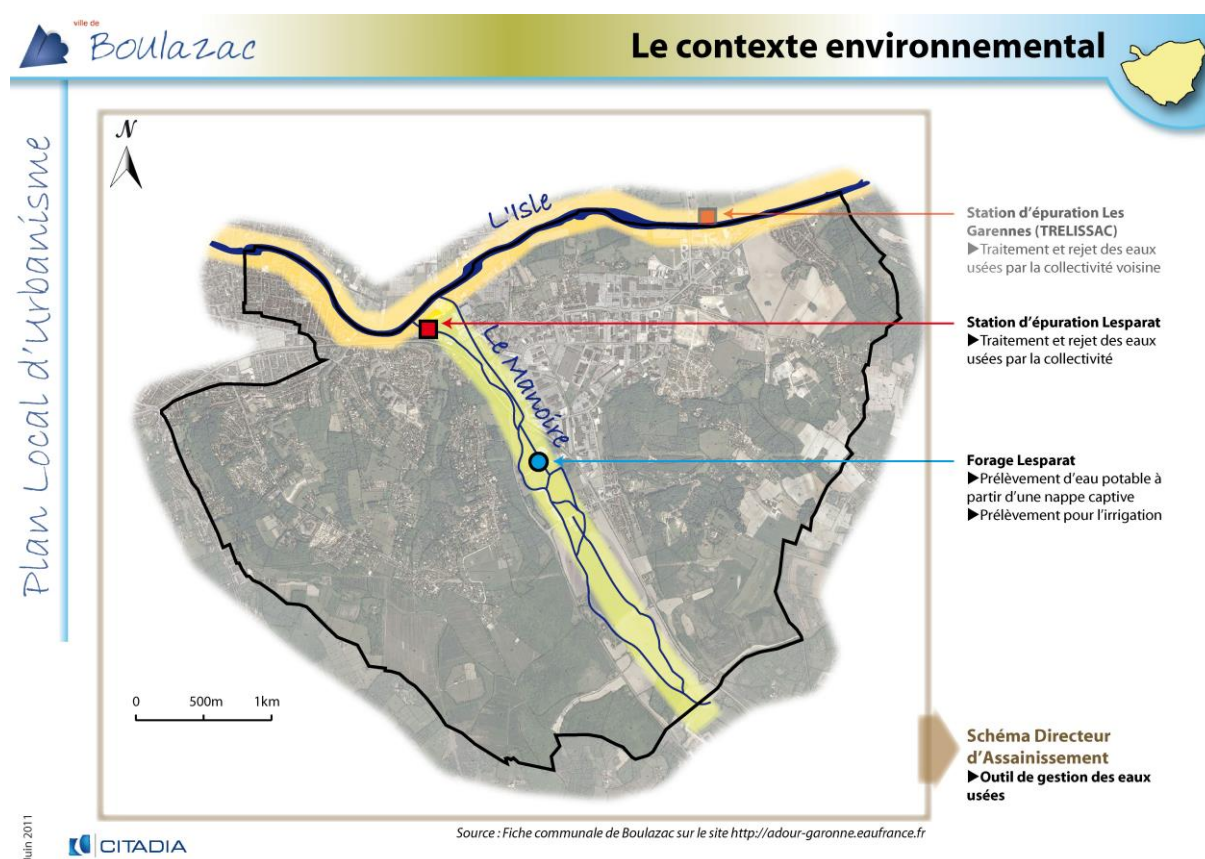 ville de
Boulazac
Le contexte environnemental
Plan Local d'Urbanisme
N
L'Isle
Le Manoire
Station d'épuration Les
Garennes (TRELISSAC)
▶Traitement et rejet des eaux
usées par la collectivité voisine
Station d'épuration Lesparat
▶Traitement et rejet des eaux
usées par la collectivité
Forage Lesparat
▶Prélèvement d'eau potable à
partir d'une nappe captive
▶Prélèvement pour l'irrigation
0 500m 1km
Schéma Directeur
d'Assainissement
▶Outil de gestion des eaux
usées
Source : Fiche communale de Boulazac sur le site http://adour-garonne.eaufrance.fr
Juin 2011
CITADIA